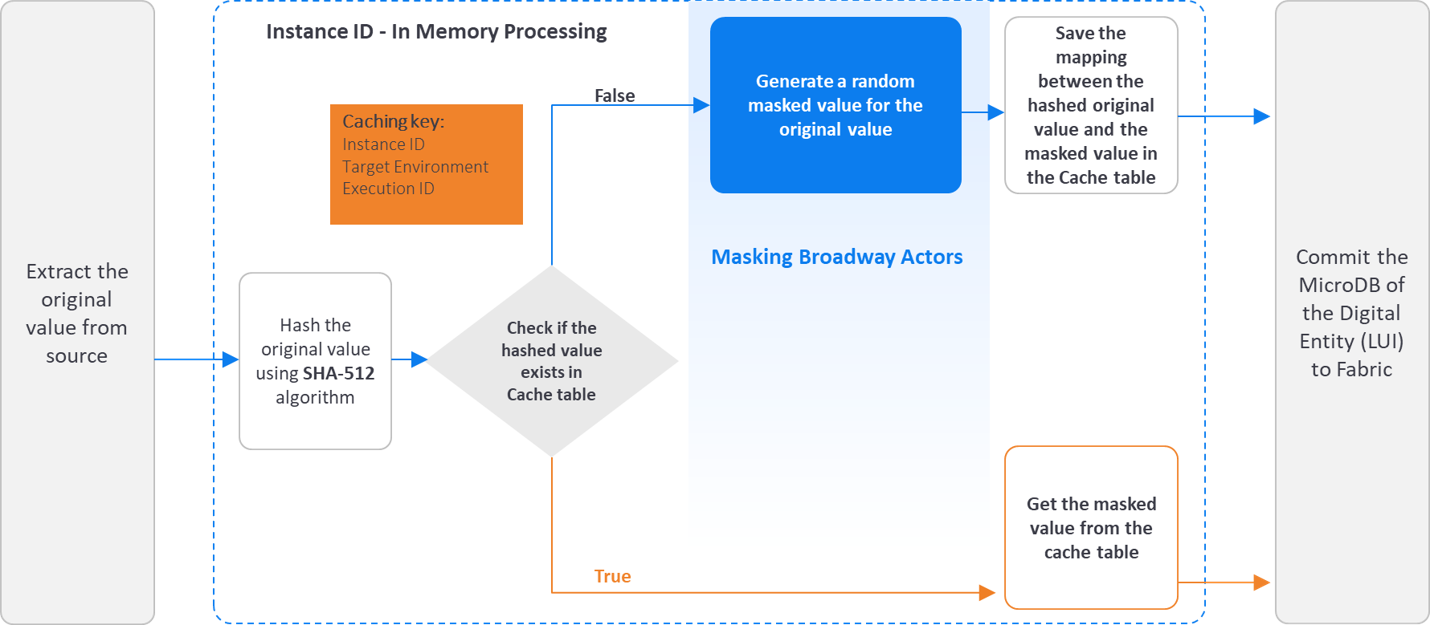 Extract the
original
value from
source
Instance ID - In Memory Processing
Caching key:
Instance ID
Target Environment
Execution ID
Hash the
original value
using SHA-512
algorithm
Check if the
hashed value
exists in
Cache table
False
Generate a random
masked value for the
original value
Save the
mapping
between the
hashed original
value and the
masked value in
the Cache table
Masking Broadway Actors
True
Get the masked
value from the
cache table
Commit the
MicroDB of
the Digital
Entity (LUI)
to Fabric